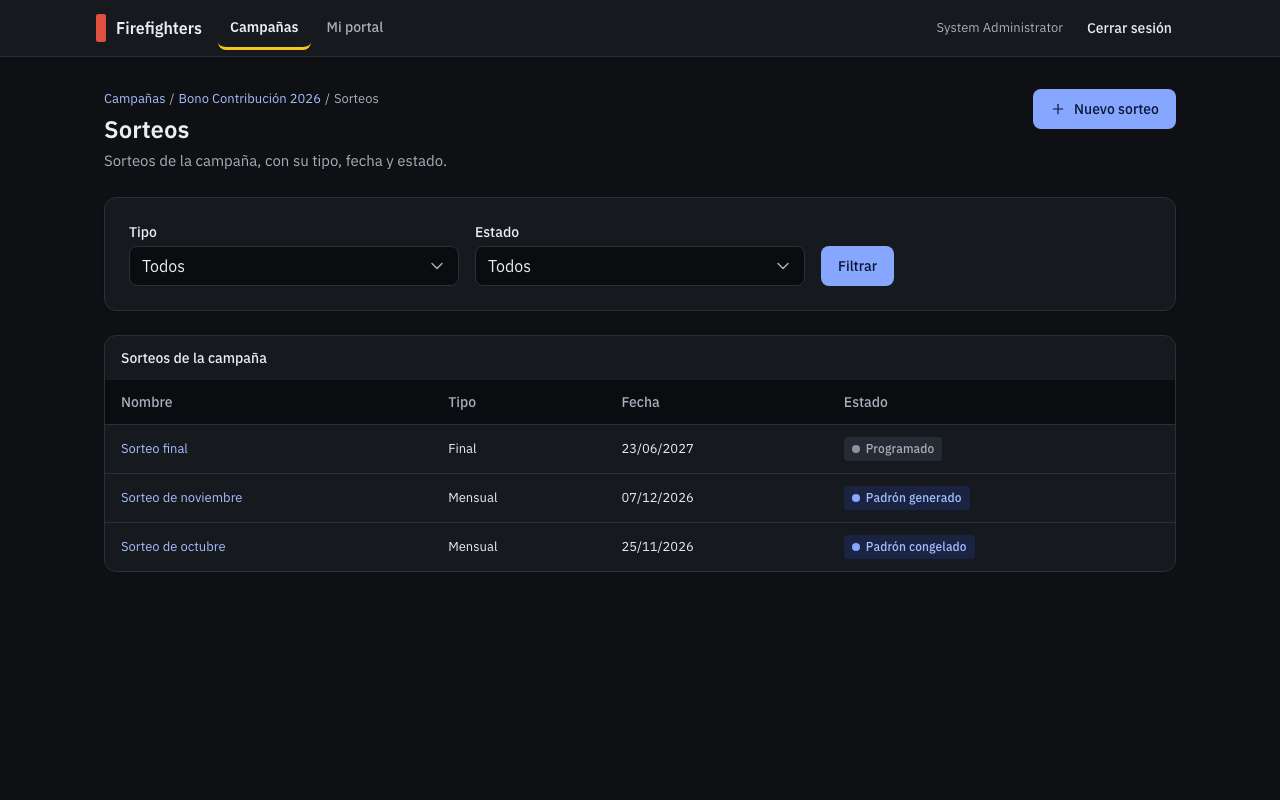 Firefighters Campañas Mi portal System Administrator Cerrar sesión
Campañas / Bono Contribución 2026 / Sorteos
Nuevo sorteo
Sorteos
Sorteos de la campaña, con su tipo, fecha y estado.
Tipo Estado
Todos Todos Filtrar
Sorteos de la campaña
Nombre Tipo Fecha Estado
Sorteo final Final 23/06/2027 Programado
Sorteo de noviembre Mensual 07/12/2026 Padrón generado
Sorteo de octubre Mensual 25/11/2026 Padrón congelado